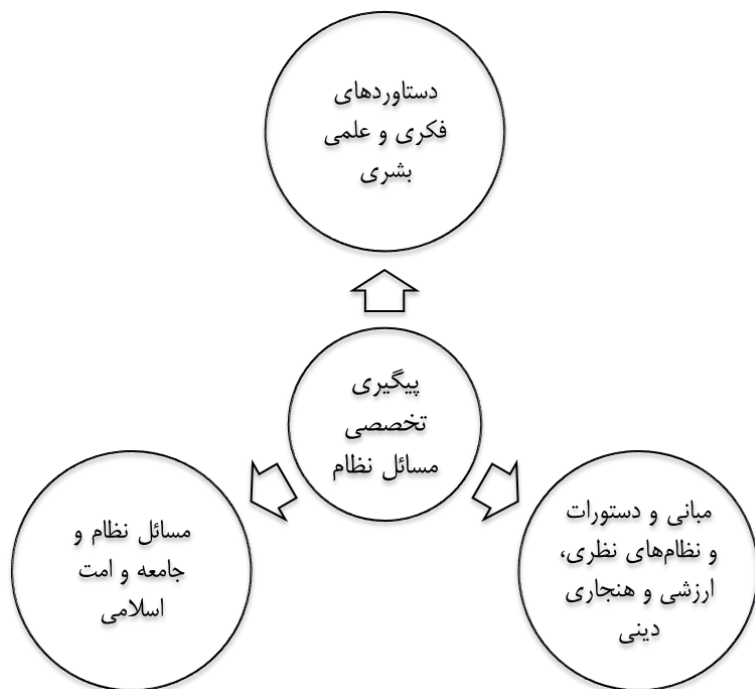 دستاوردهای
فکری و علمی
بشری
پیگیری
تخصصی
مسائل نظام
مبانی و دستورات
و نظام‌های نظری،
ارزشی و هنجاری
دینی
مسائل نظام و
جامعه و امت
اسلامی